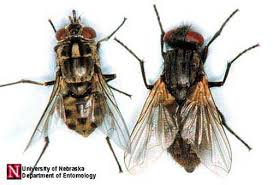 N University of Nebraska
Department of Entomology